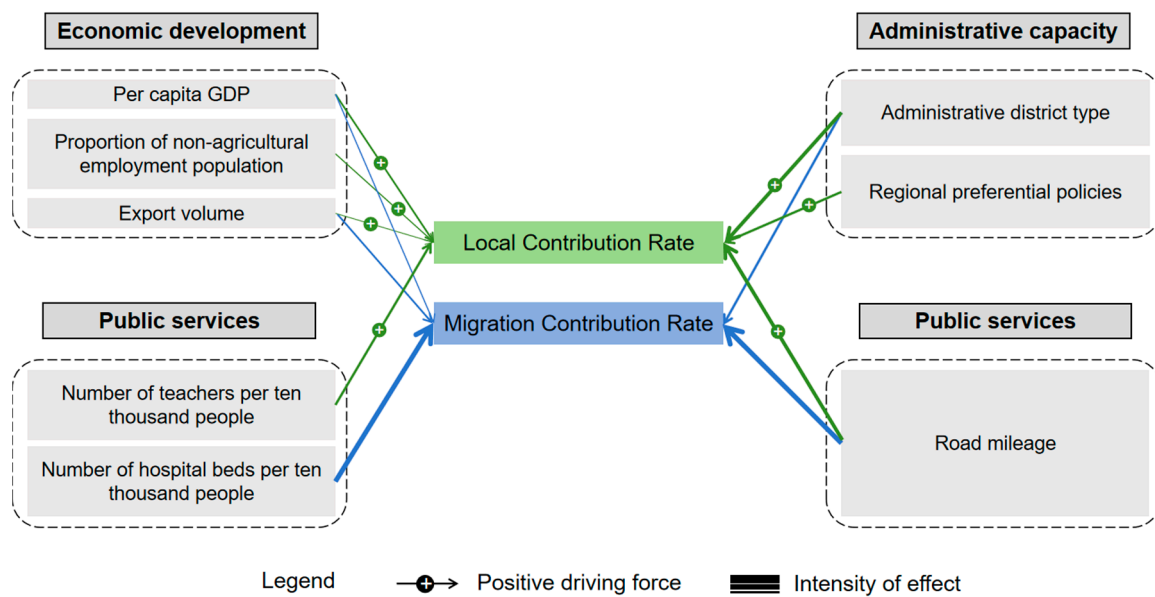 Economic development
Per capita GDP
Proportion of non-agricultural
employment population
Export volume
Public services
Number of teachers per ten
thousand people
Number of hospital beds per ten
thousand people
Local Contribution Rate
Migration Contribution Rate
Administrative capacity
Administrative district type
Regional preferential policies
Public services
Road mileage
Legend
Positive driving force
Intensity of effect